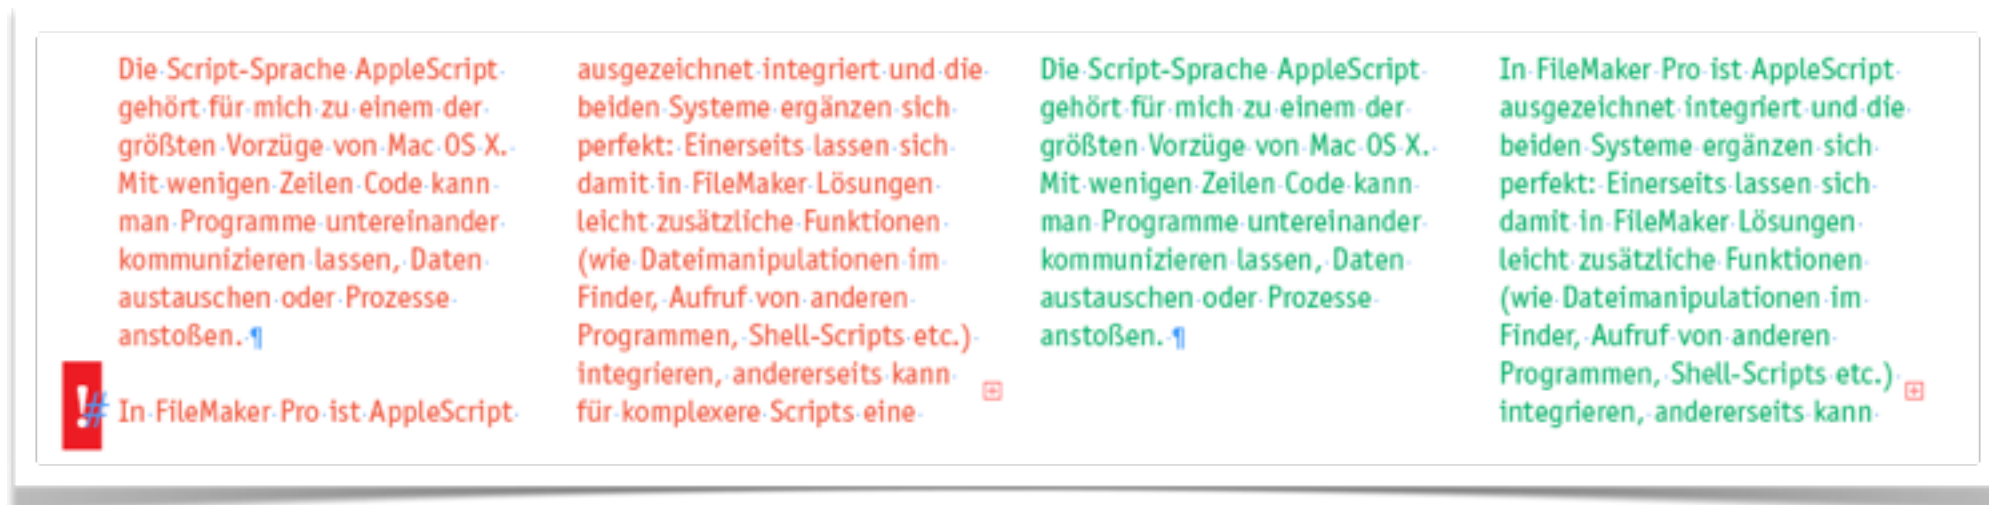 Die Script-Sprache AppleScript
gehört für mich zu einem der
größten Vorzüge von Mac OS X.
Mit wenigen Zeilen Code kann
man Programme untereinander
kommunizieren lassen, Daten
austauschen oder Prozesse
anstoßen. ¶
!# In FileMaker Pro ist AppleScript
ausgezeichnet integriert und die
beiden Systeme ergänzen sich
perfekt: Einerseits lassen sich
damit in FileMaker Lösungen
leicht zusätzliche Funktionen
(wie Dateimanipulationen im
Finder, Aufruf von anderen
Programmen, Shell-Scripts etc.)
integrieren, andererseits kann
für komplexere Scripts eine
Die Script-Sprache AppleScript
gehört für mich zu einem der
größten Vorzüge von Mac OS X.
Mit wenigen Zeilen Code kann
man Programme untereinander
kommunizieren lassen, Daten
austauschen oder Prozesse
anstoßen. ¶
In FileMaker Pro ist AppleScript
ausgezeichnet integriert und die
beiden Systeme ergänzen sich
perfekt: Einerseits lassen sich
damit in FileMaker Lösungen
leicht zusätzliche Funktionen
(wie Dateimanipulationen im
Finder, Aufruf von anderen
Programmen, Shell-Scripts etc.)
integrieren, andererseits kann